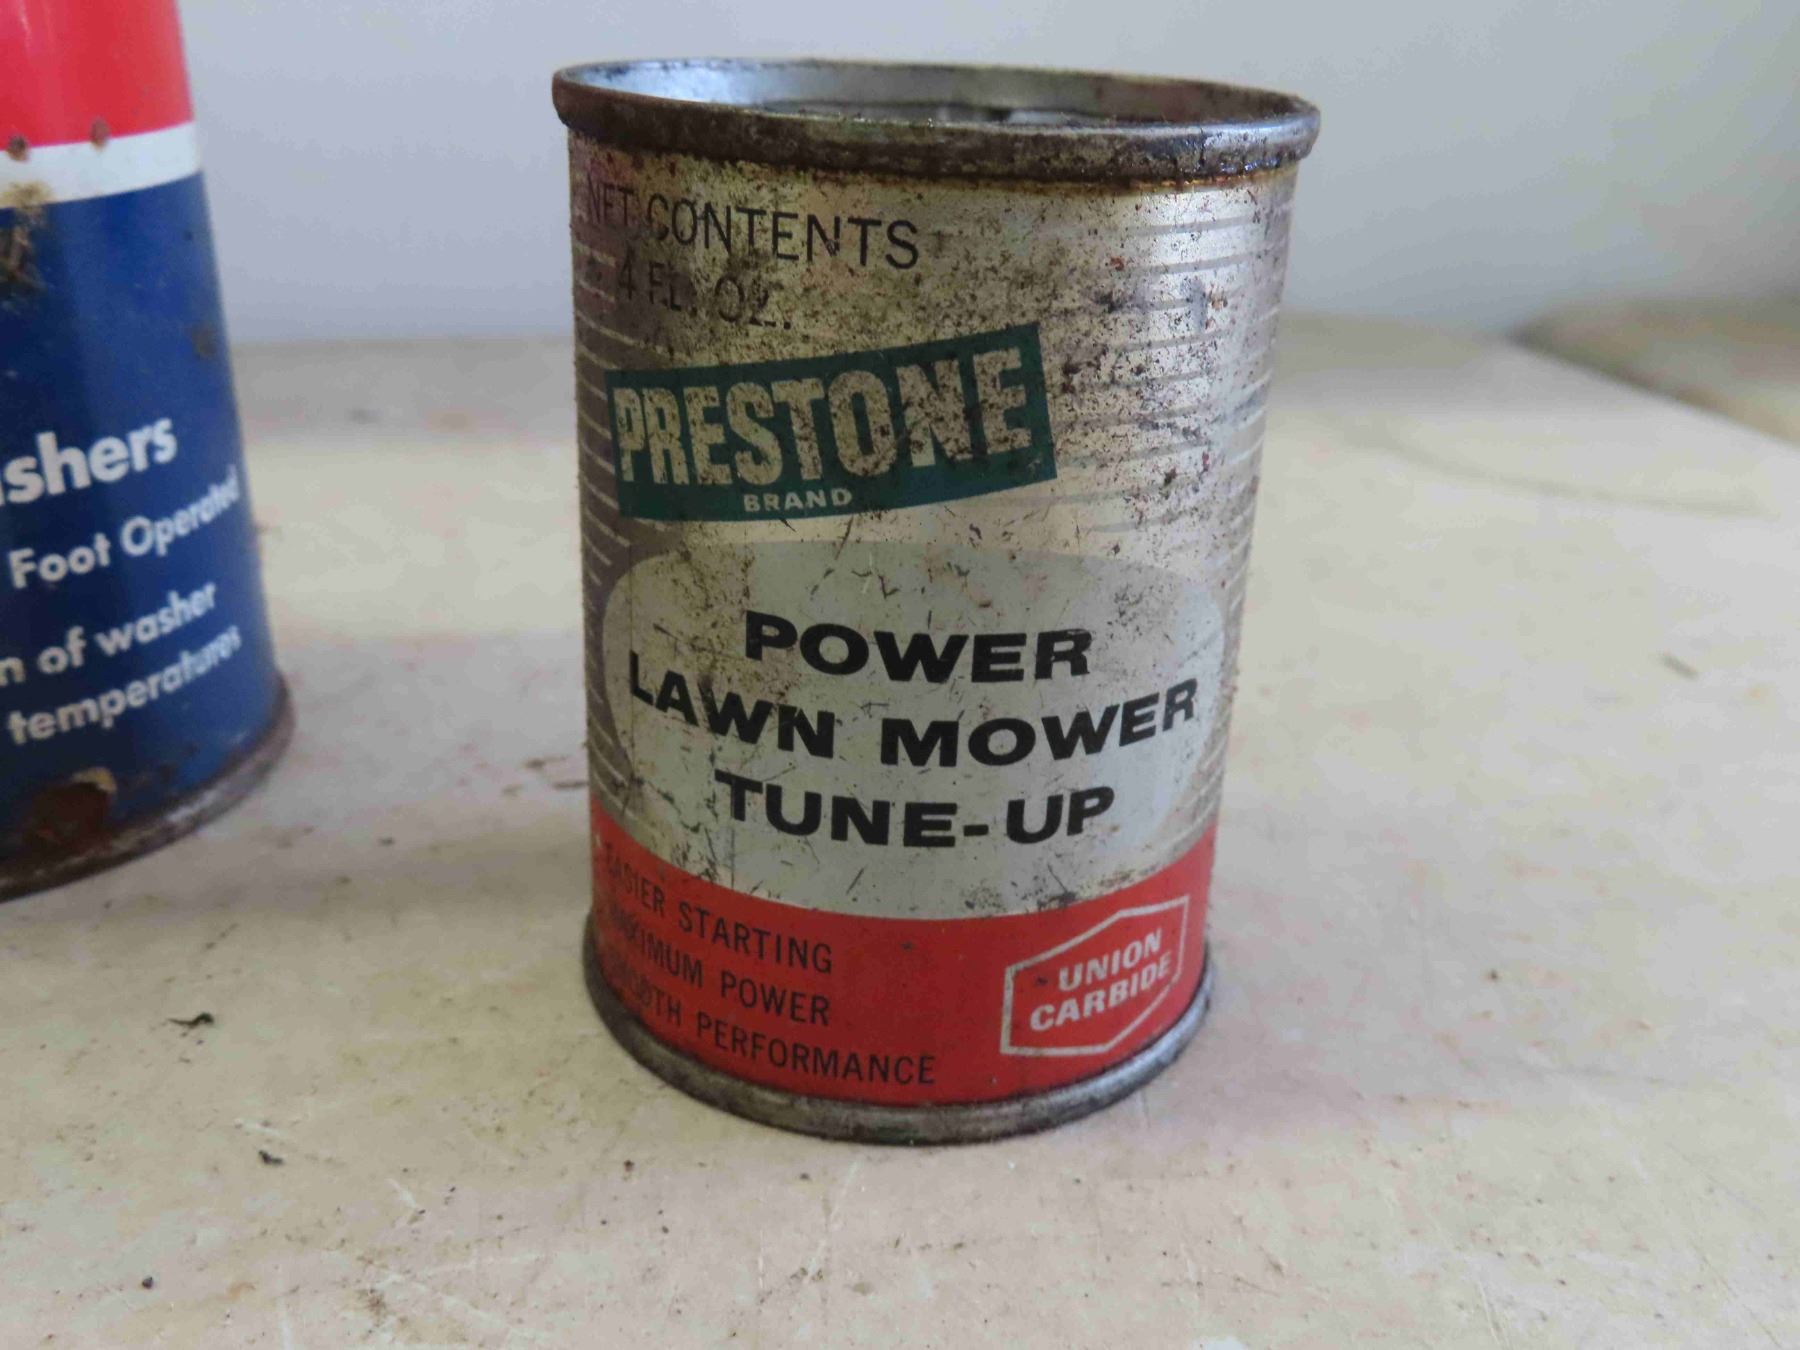 Foot Operated
of washer
temperatures
NET CONTENTS
4 FL. OZ.
PRESTONE
BRAND
POWER
LAWN MOWER
TUNE-UP
EASIER STARTING
MAXIMUM POWER
SMOOTH PERFORMANCE
UNION
CARBIDE